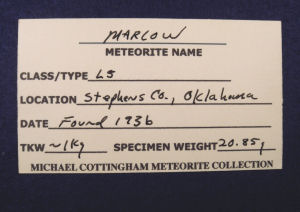 MARLOW
METEORITE NAME
CLASS/TYPE L5
LOCATION Stephens Co., Oklahoma
DATE Found 1936
TKW ~1kg SPECIMEN WEIGHT 20.85g
MICHAEL COTTINGHAM METEORITE COLLECTION